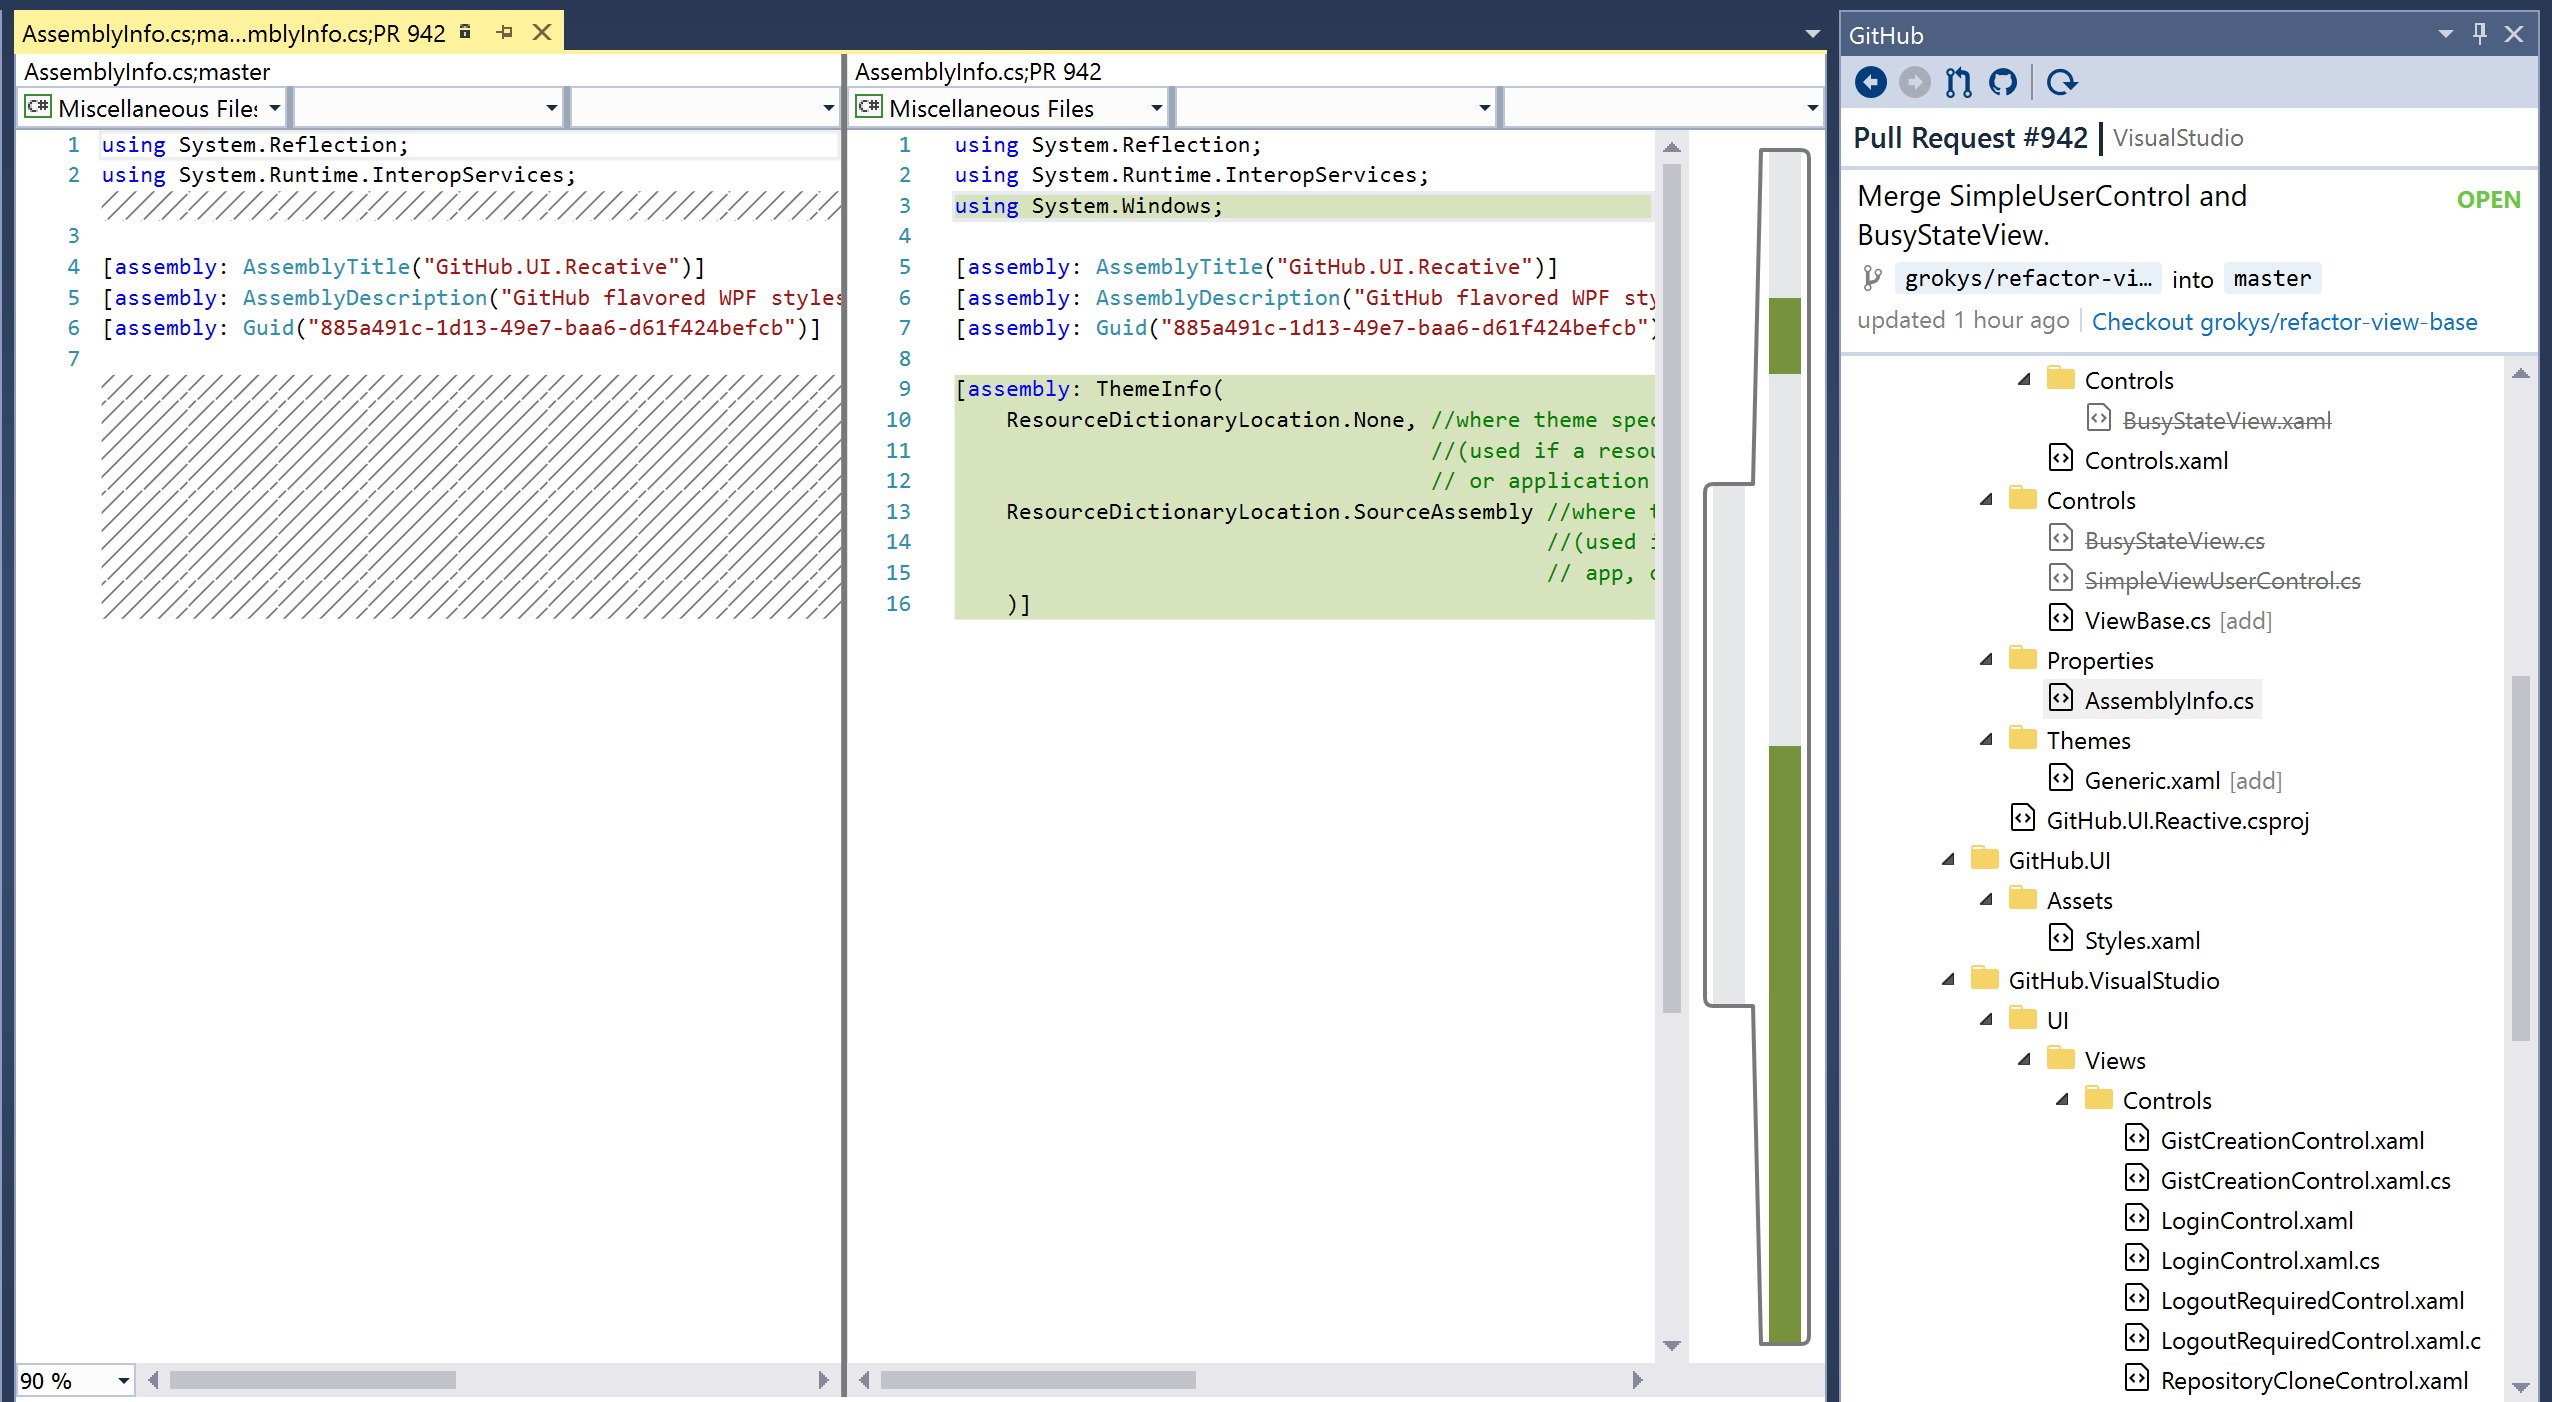 AssemblyInfo.cs;ma...mblyInfo.cs;PR 942
AssemblyInfo.cs;master
C# Miscellaneous Files
1 using System.Reflection;
2 using System.Runtime.InteropServices;
3
4 [assembly: AssemblyTitle("GitHub.UI.Recative")]
5 [assembly: AssemblyDescription("GitHub flavored WPF styles
6 [assembly: Guid("885a491c-1d13-49e7-baa6-d61f424befcb")]
7
90 %
AssemblyInfo.cs;PR 942
C# Miscellaneous Files
1 using System.Reflection;
2 using System.Runtime.InteropServices;
3 using System.Windows;
4
5 [assembly: AssemblyTitle("GitHub.UI.Recative")]
6 [assembly: AssemblyDescription("GitHub flavored WPF sty
7 [assembly: Guid("885a491c-1d13-49e7-baa6-d61f424befcb")
8
9 [assembly: ThemeInfo(
10 ResourceDictionaryLocation.None, //where theme spec
11 //(used if a resou
12 // or application
13 ResourceDictionaryLocation.SourceAssembly //where t
14 //(used i
15 // app, o
16 )]
GitHub
Pull Request #942 | VisualStudio
Merge SimpleUserControl and
BusyStateView.
OPEN
grokys/refactor-vi... into master
updated 1 hour ago | Checkout grokys/refactor-view-base
Controls
BusyStateView.xaml
Controls.xaml
Controls
BusyStateView.cs
SimpleViewUserControl.cs
ViewBase.cs [add]
Properties
AssemblyInfo.cs
Themes
Generic.xaml [add]
GitHub.UI.Reactive.csproj
GitHub.UI
Assets
Styles.xaml
GitHub.VisualStudio
UI
Views
Controls
GistCreationControl.xaml
GistCreationControl.xaml.cs
LoginControl.xaml
LoginControl.xaml.cs
LogoutRequiredControl.xaml
LogoutRequiredControl.xaml.c
RepositoryCloneControl.xaml